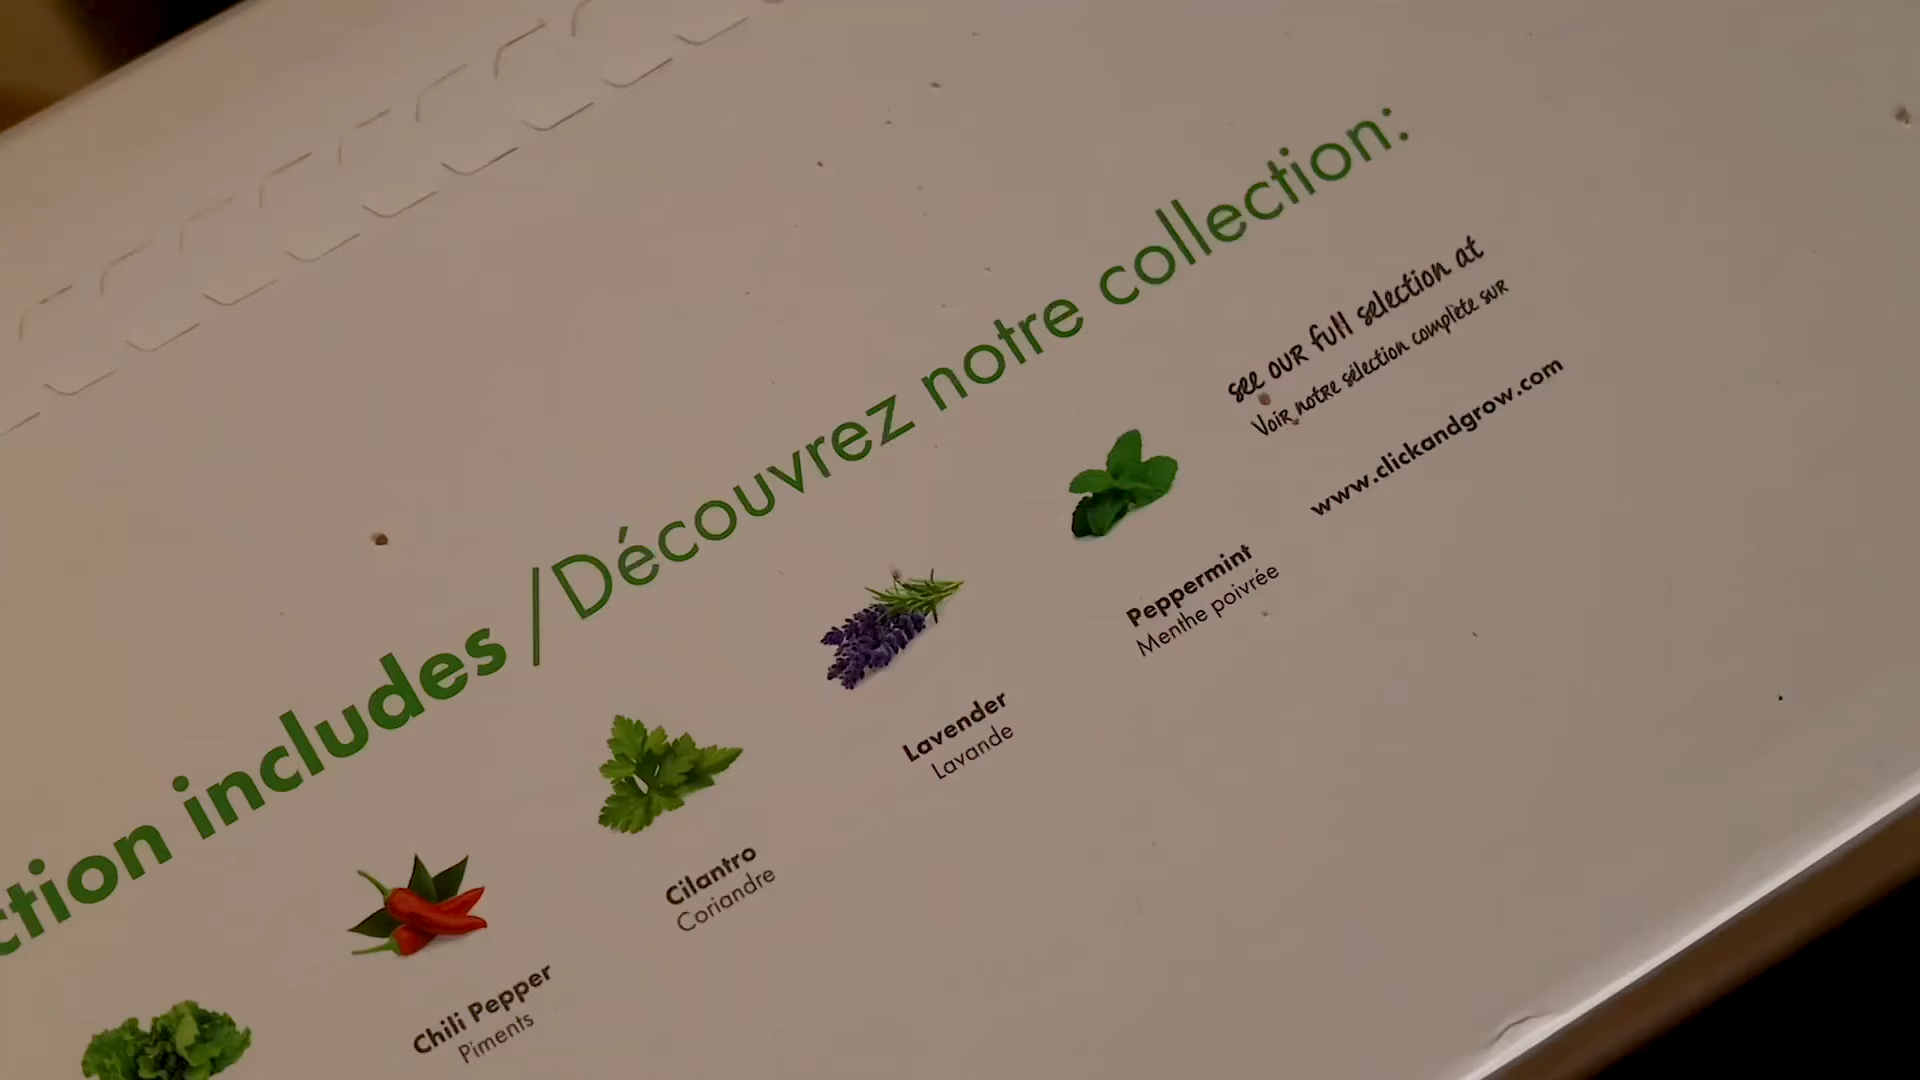 includes / Découvrez notre collection:
see our full selection at
Voir notre sélection complète sur
www.clickandgrow.com
Peppermint
Menthe poivrée
Lavender
Lavande
Cilantro
Coriandre
Chili Pepper
Piments